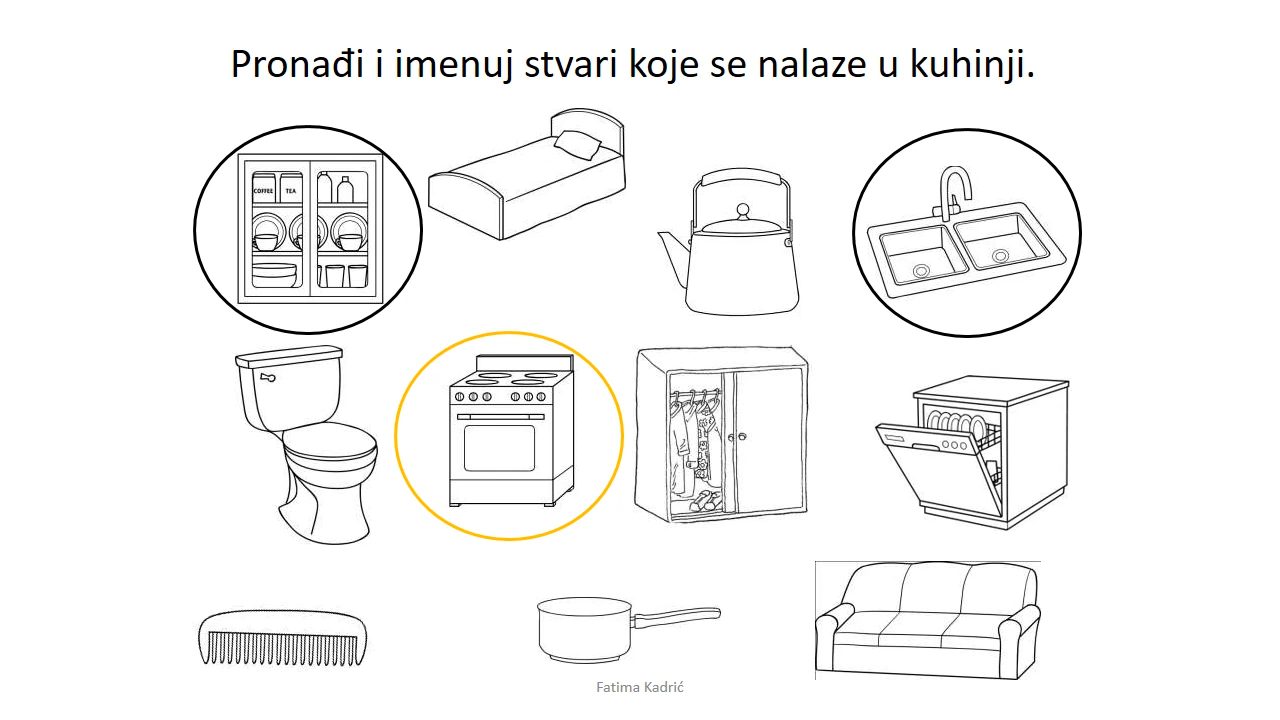 Pronađi i imenuj stvari koje se nalaze u kuhinji.
COFFEE TEA
Fatima Kadrić